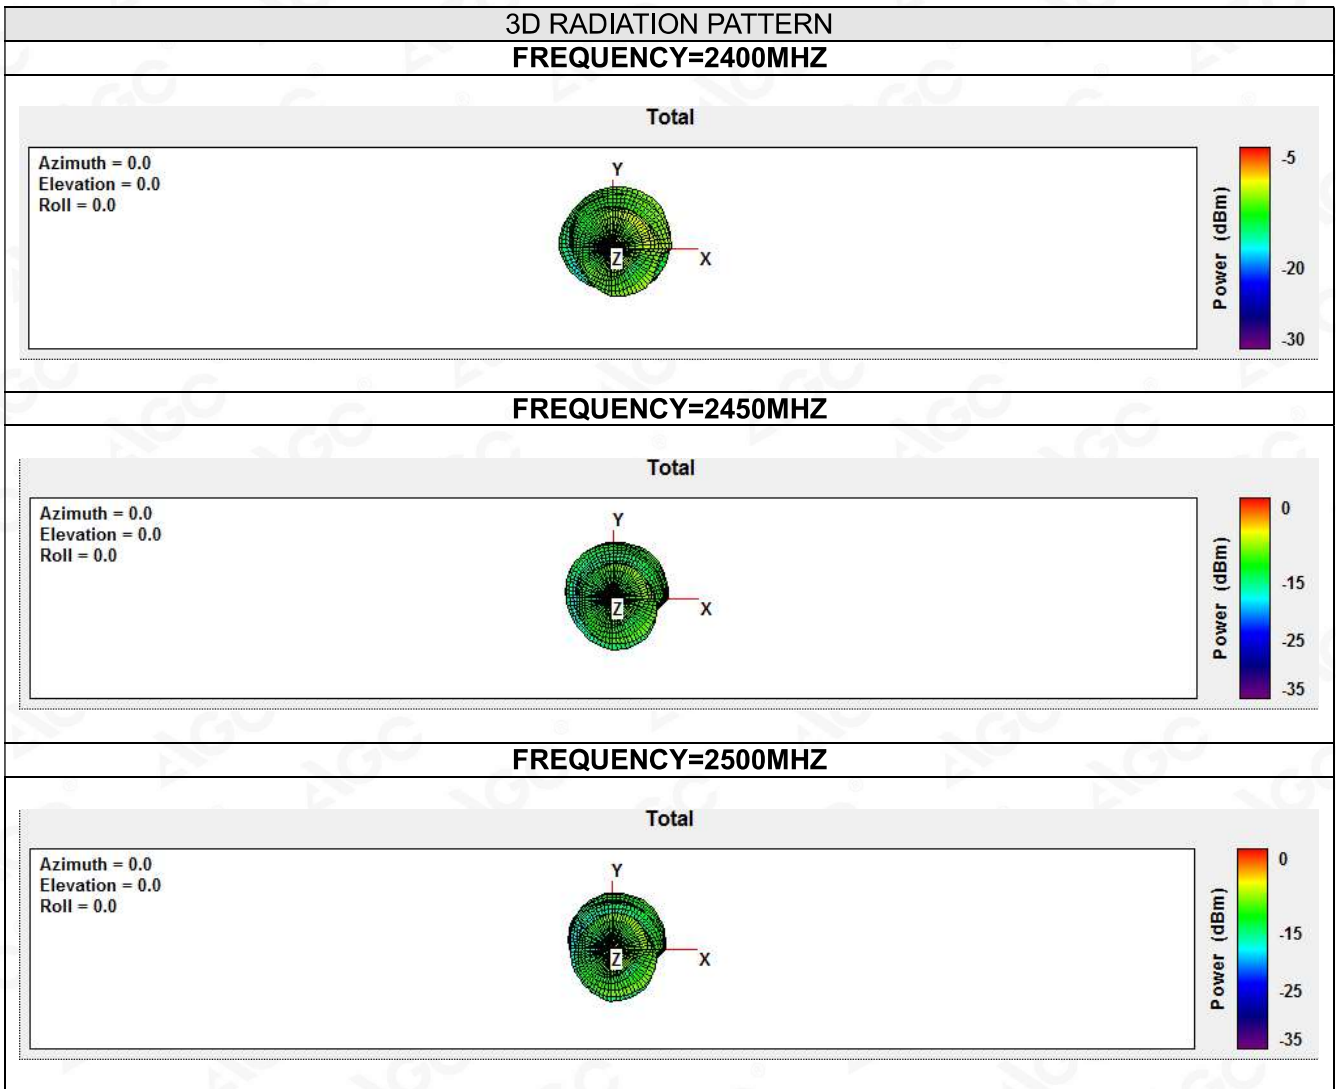 3D RADIATION PATTERN
FREQUENCY=2400MHZ
Total
Azimuth = 0.0
Elevation = 0.0
Roll = 0.0
Y
Z
X
Power (dBm)
-5
-20
-30
FREQUENCY=2450MHZ
Total
Azimuth = 0.0
Elevation = 0.0
Roll = 0.0
Y
Z
X
Power (dBm)
0
-15
-25
-35
FREQUENCY=2500MHZ
Total
Azimuth = 0.0
Elevation = 0.0
Roll = 0.0
Y
Z
X
Power (dBm)
0
-15
-25
-35
AGC